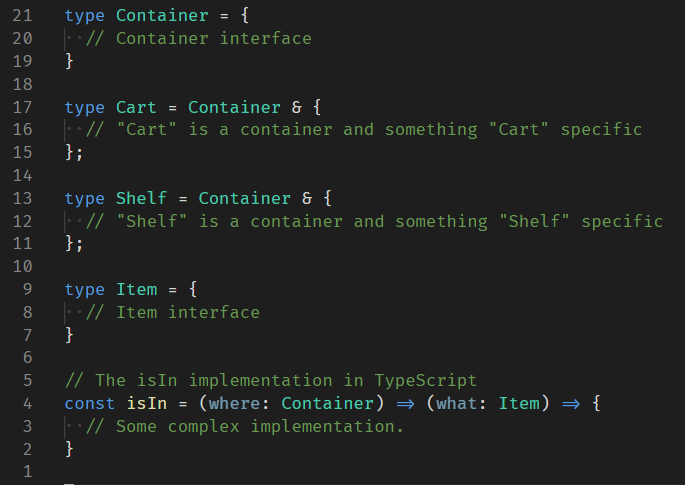 21 type Container = {
20 // Container interface
19 }
18
17 type Cart = Container & {
16 // "Cart" is a container and something "Cart" specific
15 };
14
13 type Shelf = Container & {
12 // "Shelf" is a container and something "Shelf" specific
11 };
10
9 type Item = {
8 // Item interface
7 }
6
5 // The isIn implementation in TypeScript
4 const isIn = (where: Container) => (what: Item) => {
3 // Some complex implementation.
2 }
1